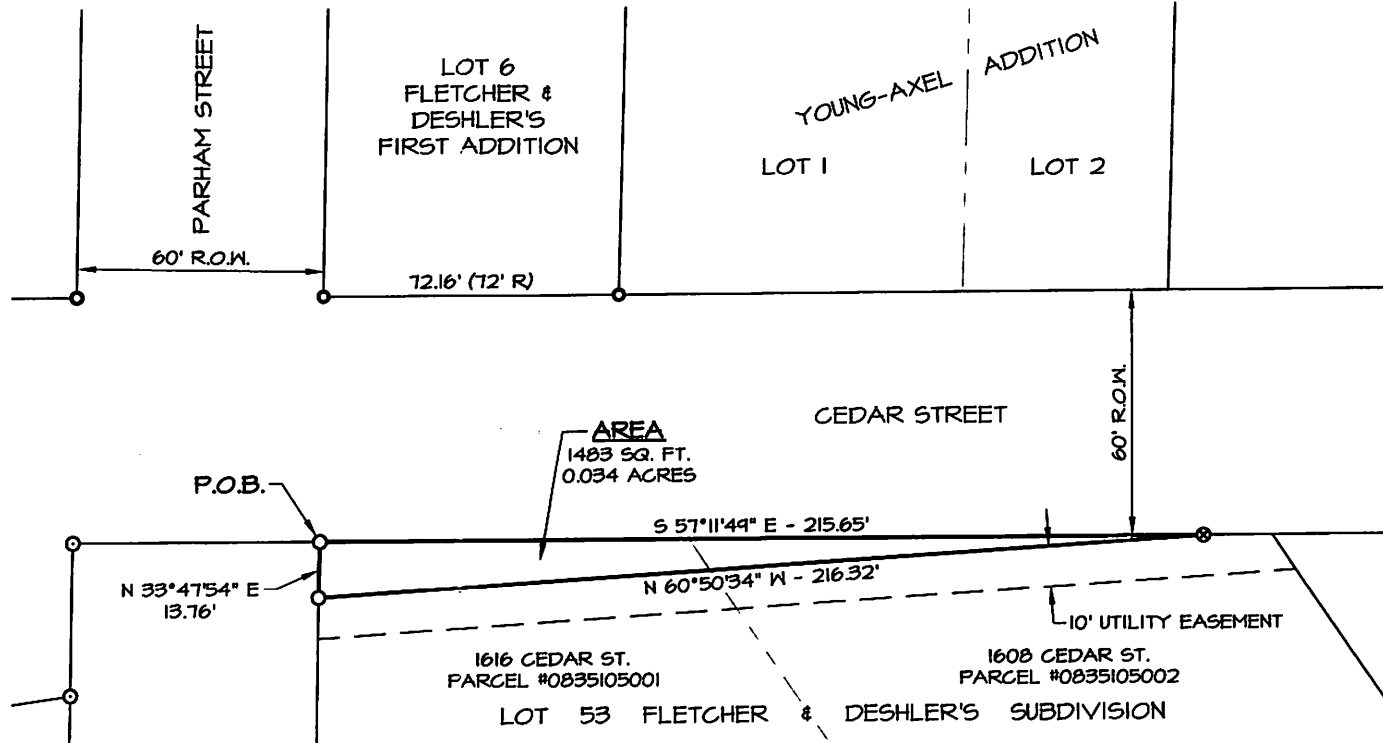 PARHAM STREET
LOT 6
FLETCHER &
DESHLER'S
FIRST ADDITION
YOUNG-AXEL ADDITION
LOT 1
LOT 2
60' R.O.W.
72.16' (72' R)
CEDAR STREET
60' R.O.W.
AREA
1483 SQ. FT.
0.034 ACRES
P.O.B.
S 57°11'49" E - 215.65'
N 33°47'54" E
13.76'
N 60°50'34" W - 216.32'
10' UTILITY EASEMENT
1616 CEDAR ST.
PARCEL #0835105001
1608 CEDAR ST.
PARCEL #0835105002
LOT 53 FLETCHER & DESHLER'S SUBDIVISION